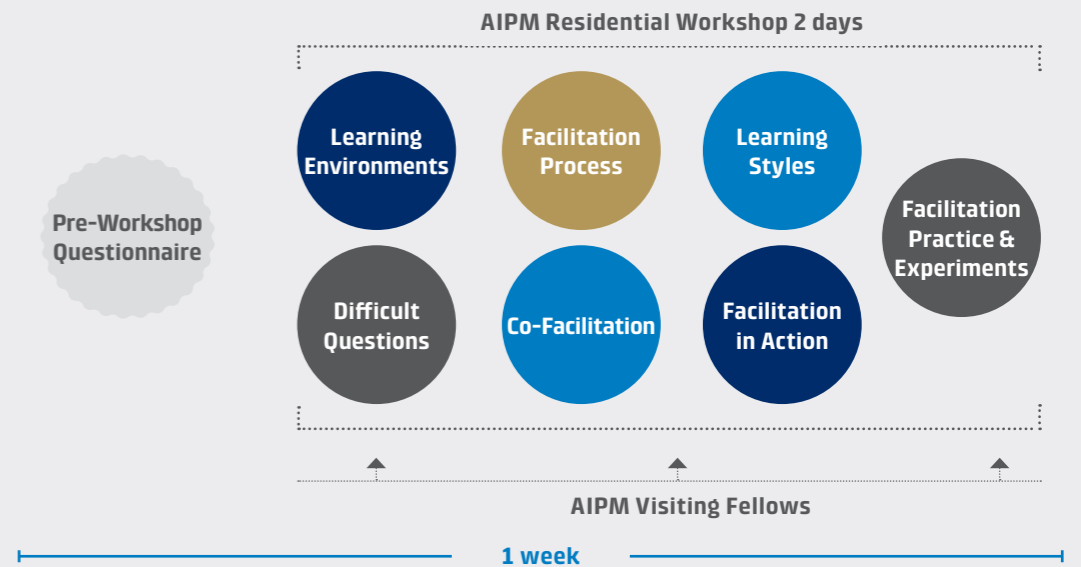 AIPM Residential Workshop 2 days
Pre-Workshop
Questionnaire
Learning
Environments
Facilitation
Process
Learning
Styles
Difficult
Questions
Co-Facilitation
Facilitation
in Action
Facilitation
Practice &
Experiments
AIPM Visiting Fellows
1 week